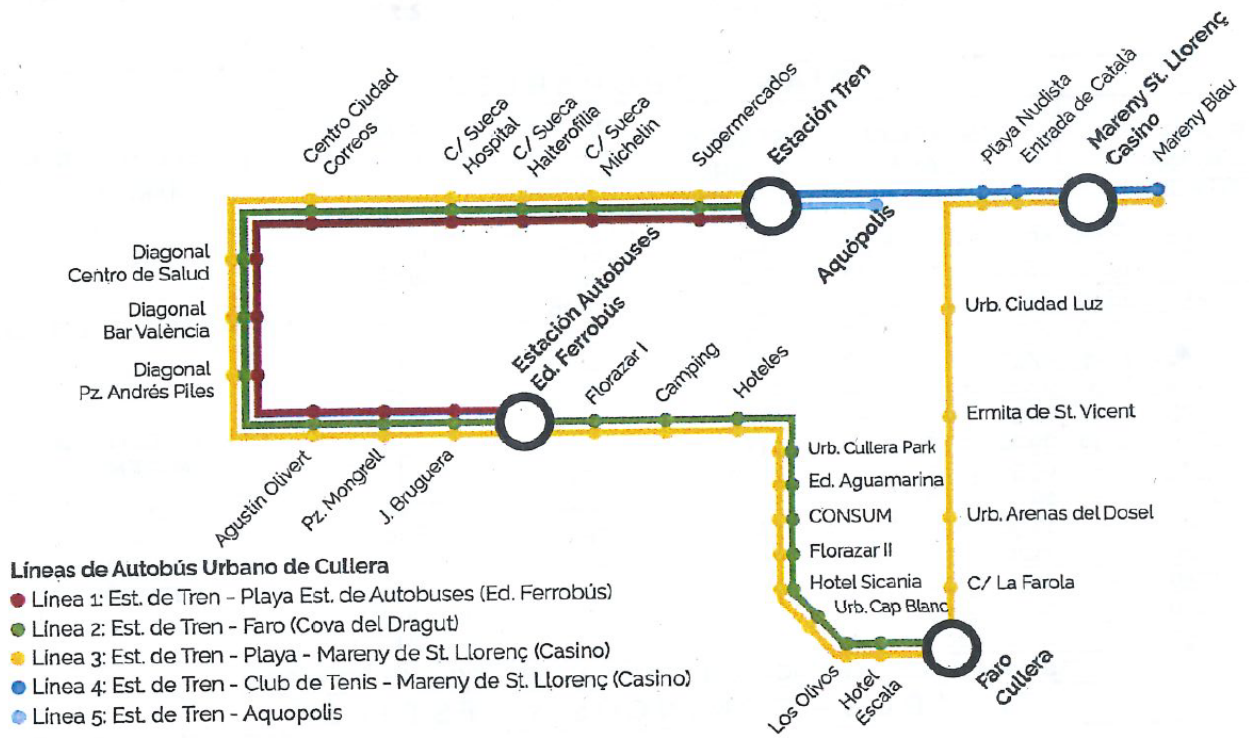 Centro Ciudad
Correos
C/ Sueca
Hospital
C/ Sueca
Halterofilia
C/ Sueca
Michelin
Supermercados
Estación Tren
Aquópolis
Playa Nudista
Entrada de Català
Mareny St. Llorenç
Casino
Mareny Blau
Diagonal
Centro de Salud
Diagonal
Bar València
Diagonal
Pz. Andrés Piles
Agustín Olivert
Pz. Mongrell
J. Bruguera
Estación Autobuses
Ed. Ferrobús
Florazar I
Camping
Hoteles
Urb. Cullera Park
Ed. Aguamarina
CONSUM
Florazar II
Hotel Sicania
Urb. Cap Blanc
Los Olivos
Hotel
Escala
Faro
Cullera
C/ La Farola
Urb. Arenas del Dosel
Ermita de St. Vicent
Urb. Ciudad Luz
Líneas de Autobús Urbano de Cullera
Línea 1: Est. de Tren - Playa Est. de Autobuses (Ed. Ferrobús)
Línea 2: Est. de Tren - Faro (Cova del Dragut)
Línea 3: Est. de Tren - Playa - Mareny de St. Llorenç (Casino)
Línea 4: Est. de Tren - Club de Tenis - Mareny de St. Llorenç (Casino)
Línea 5: Est. de Tren - Aquopolis